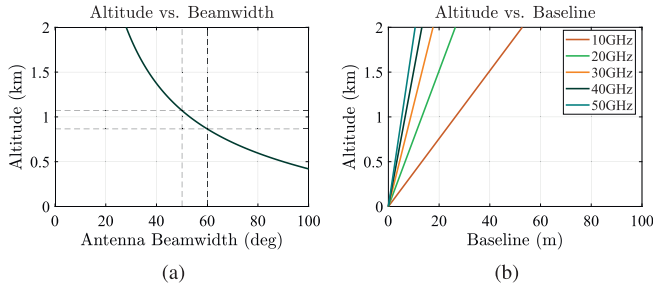 Altitude vs. Beamwidth
2
1.5
1
0.5
0
0 20 40 60 80 100
Altitude (km)
Antenna Beamwidth (deg)
(a)
Altitude vs. Baseline
2
1.5
1
0.5
0
0 20 40 60 80 100
Altitude (km)
Baseline (m)
10GHz
20GHz
30GHz
40GHz
50GHz
(b)